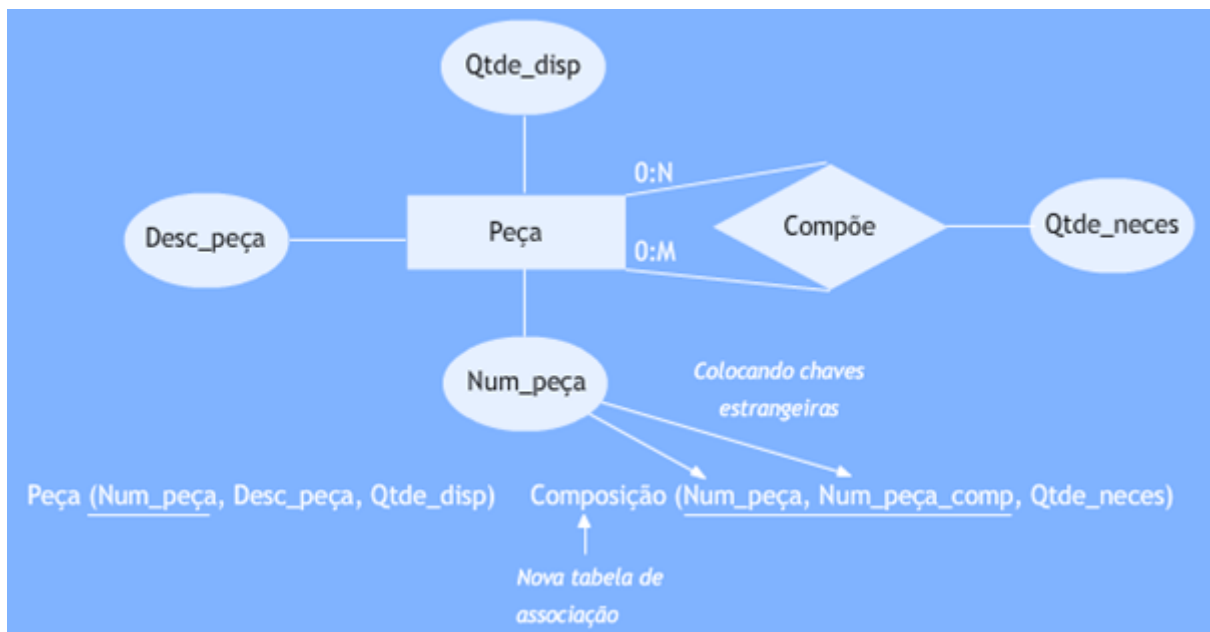 Qtde_disp
0:N
Desc_peça
Peça
Compõe
Qtde_neces
0:M
Num_peça
Colocando chaves
estrangeiras
Peça (Num_peça, Desc_peça, Qtde_disp)
Composição (Num_peça, Num_peça_comp, Qtde_neces)
Nova tabela de
associação